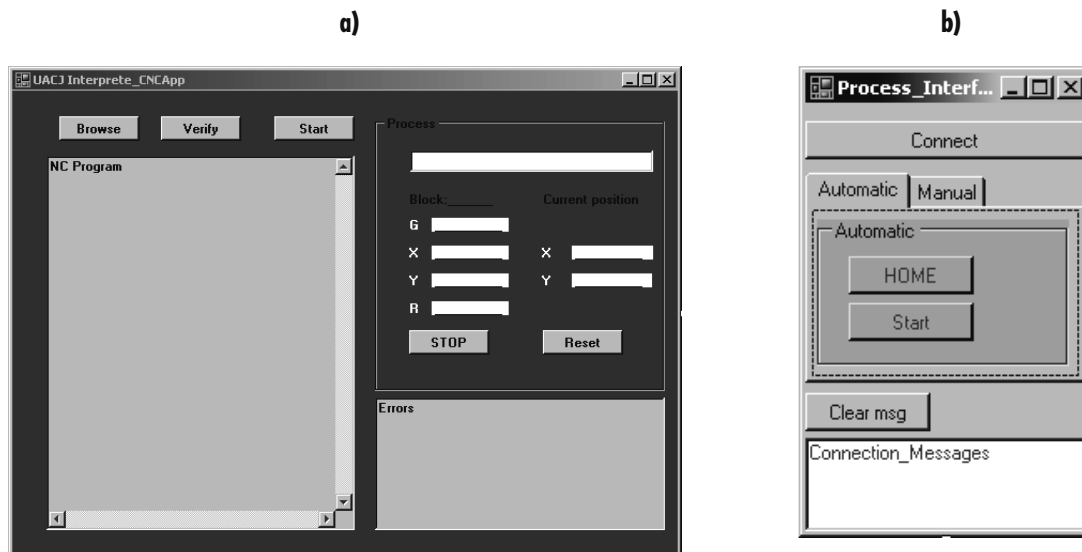 a)
UACJ Interprete_CNCApp
Browse Verify Start
NC Program
Process
Block:______ Current position
G
X X
Y Y
R
STOP Reset
Errors
b)
Process_Interf...
Connect
Automatic Manual
Automatic
HOME
Start
Clear msg
Connection_Messages